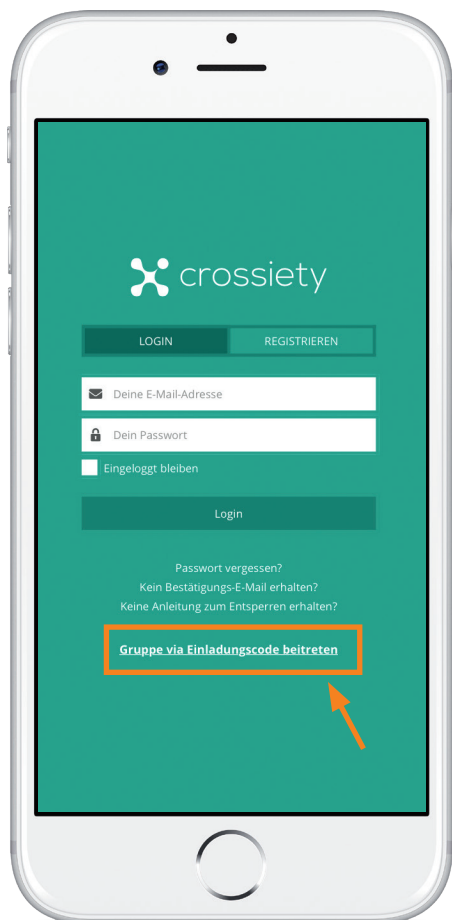 crossiety
LOGIN REGISTRIEREN
Deine E-Mail-Adresse
Dein Passwort
Eingeloggt bleiben
Login
Passwort vergessen?
Kein Bestätigungs-E-Mail erhalten?
Keine Anleitung zum Entsperren erhalten?
Gruppe via Einladungscode beitreten